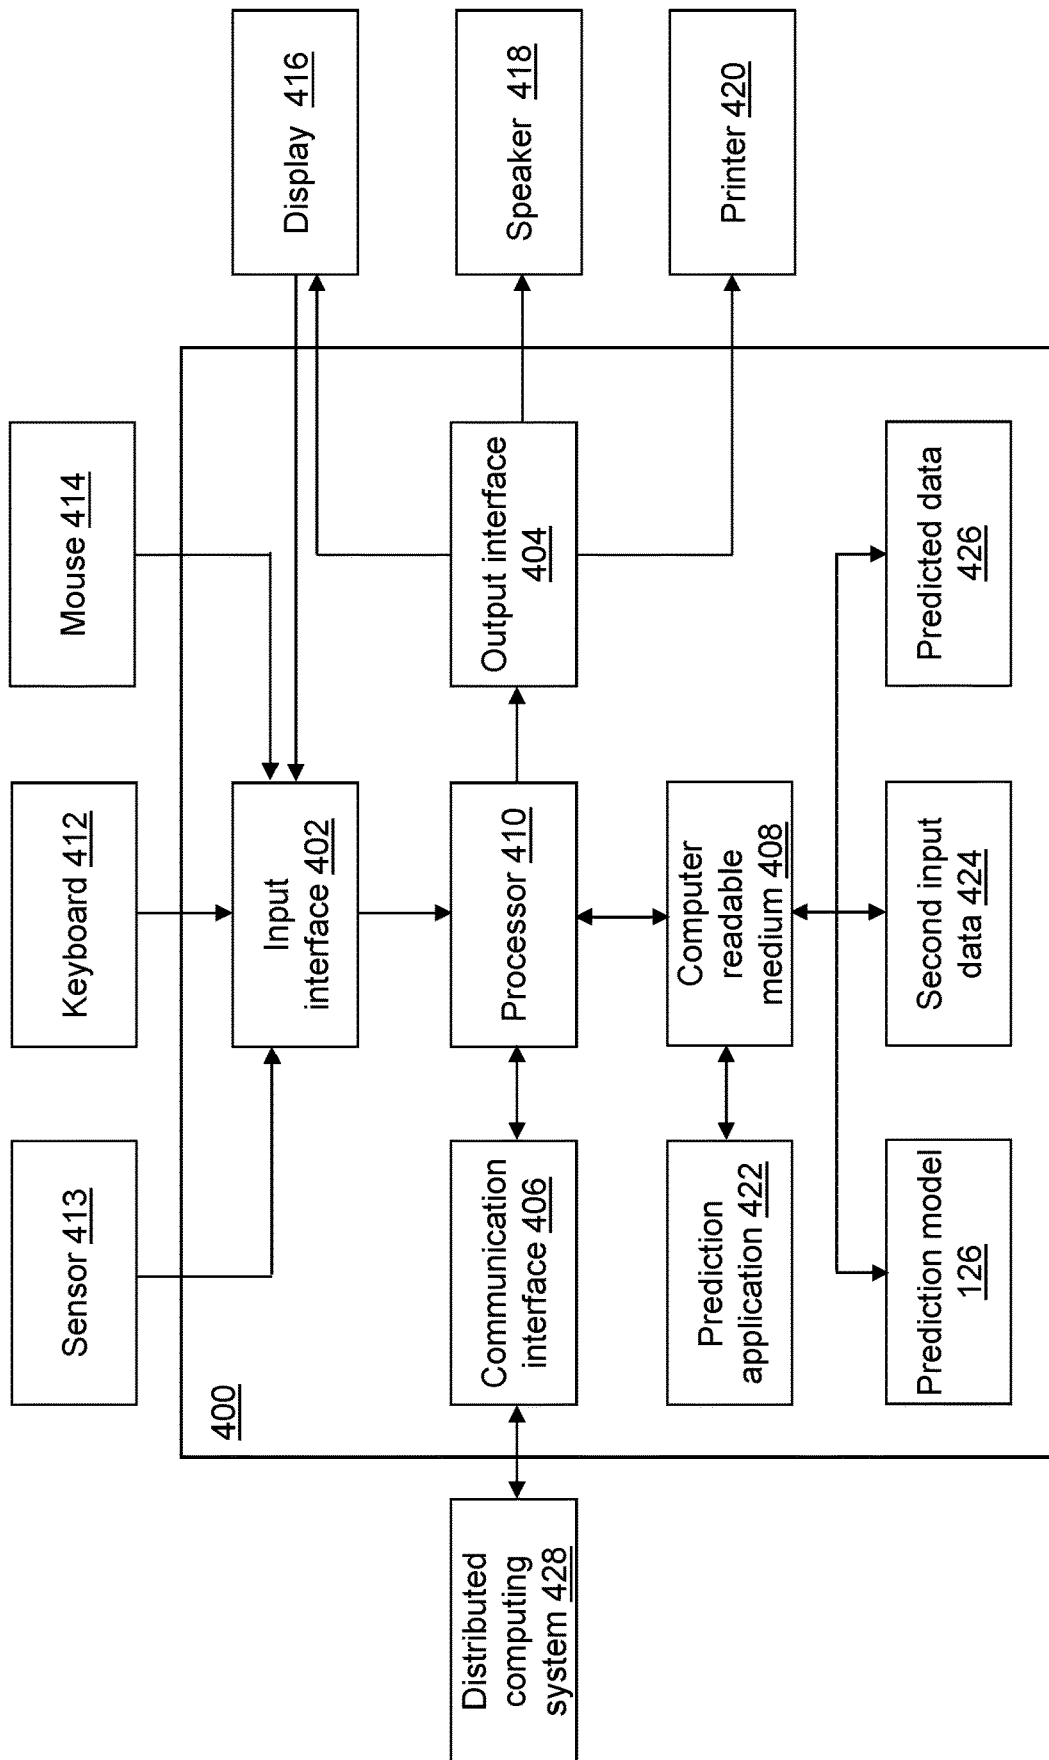 Sensor 413
Keyboard 412
Mouse 414
400
Input
interface 402
Display 416
Distributed
computing
system 428
Communication
interface 406
Processor 410
Output interface
404
Speaker 418
Prediction
application 422
Computer
readable
medium 408
Printer 420
Prediction model
126
Second input
data 424
Predicted data
426